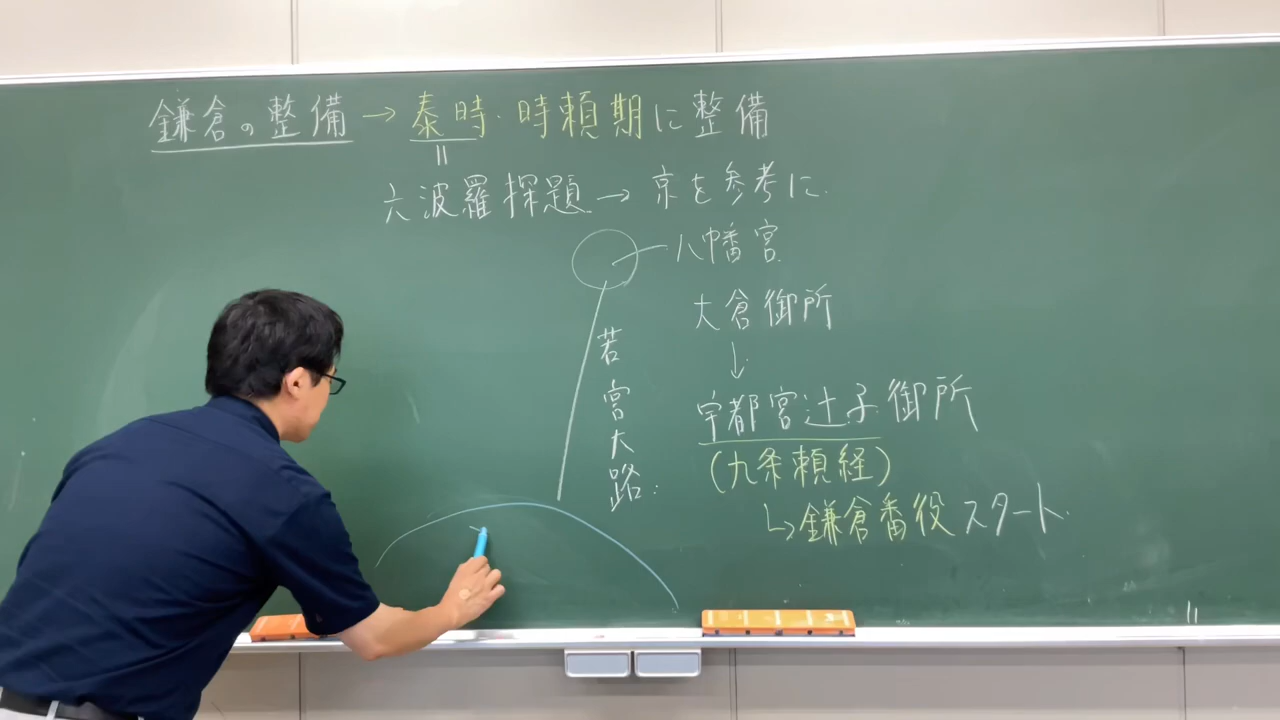 鎌倉の整備→泰時・時頼期に整備
六波羅探題→京を参考に
八幡宮
大倉御所
↓
宇都宮辻子御所
(九条頼経)
↳鎌倉番役スタート
若宮大路